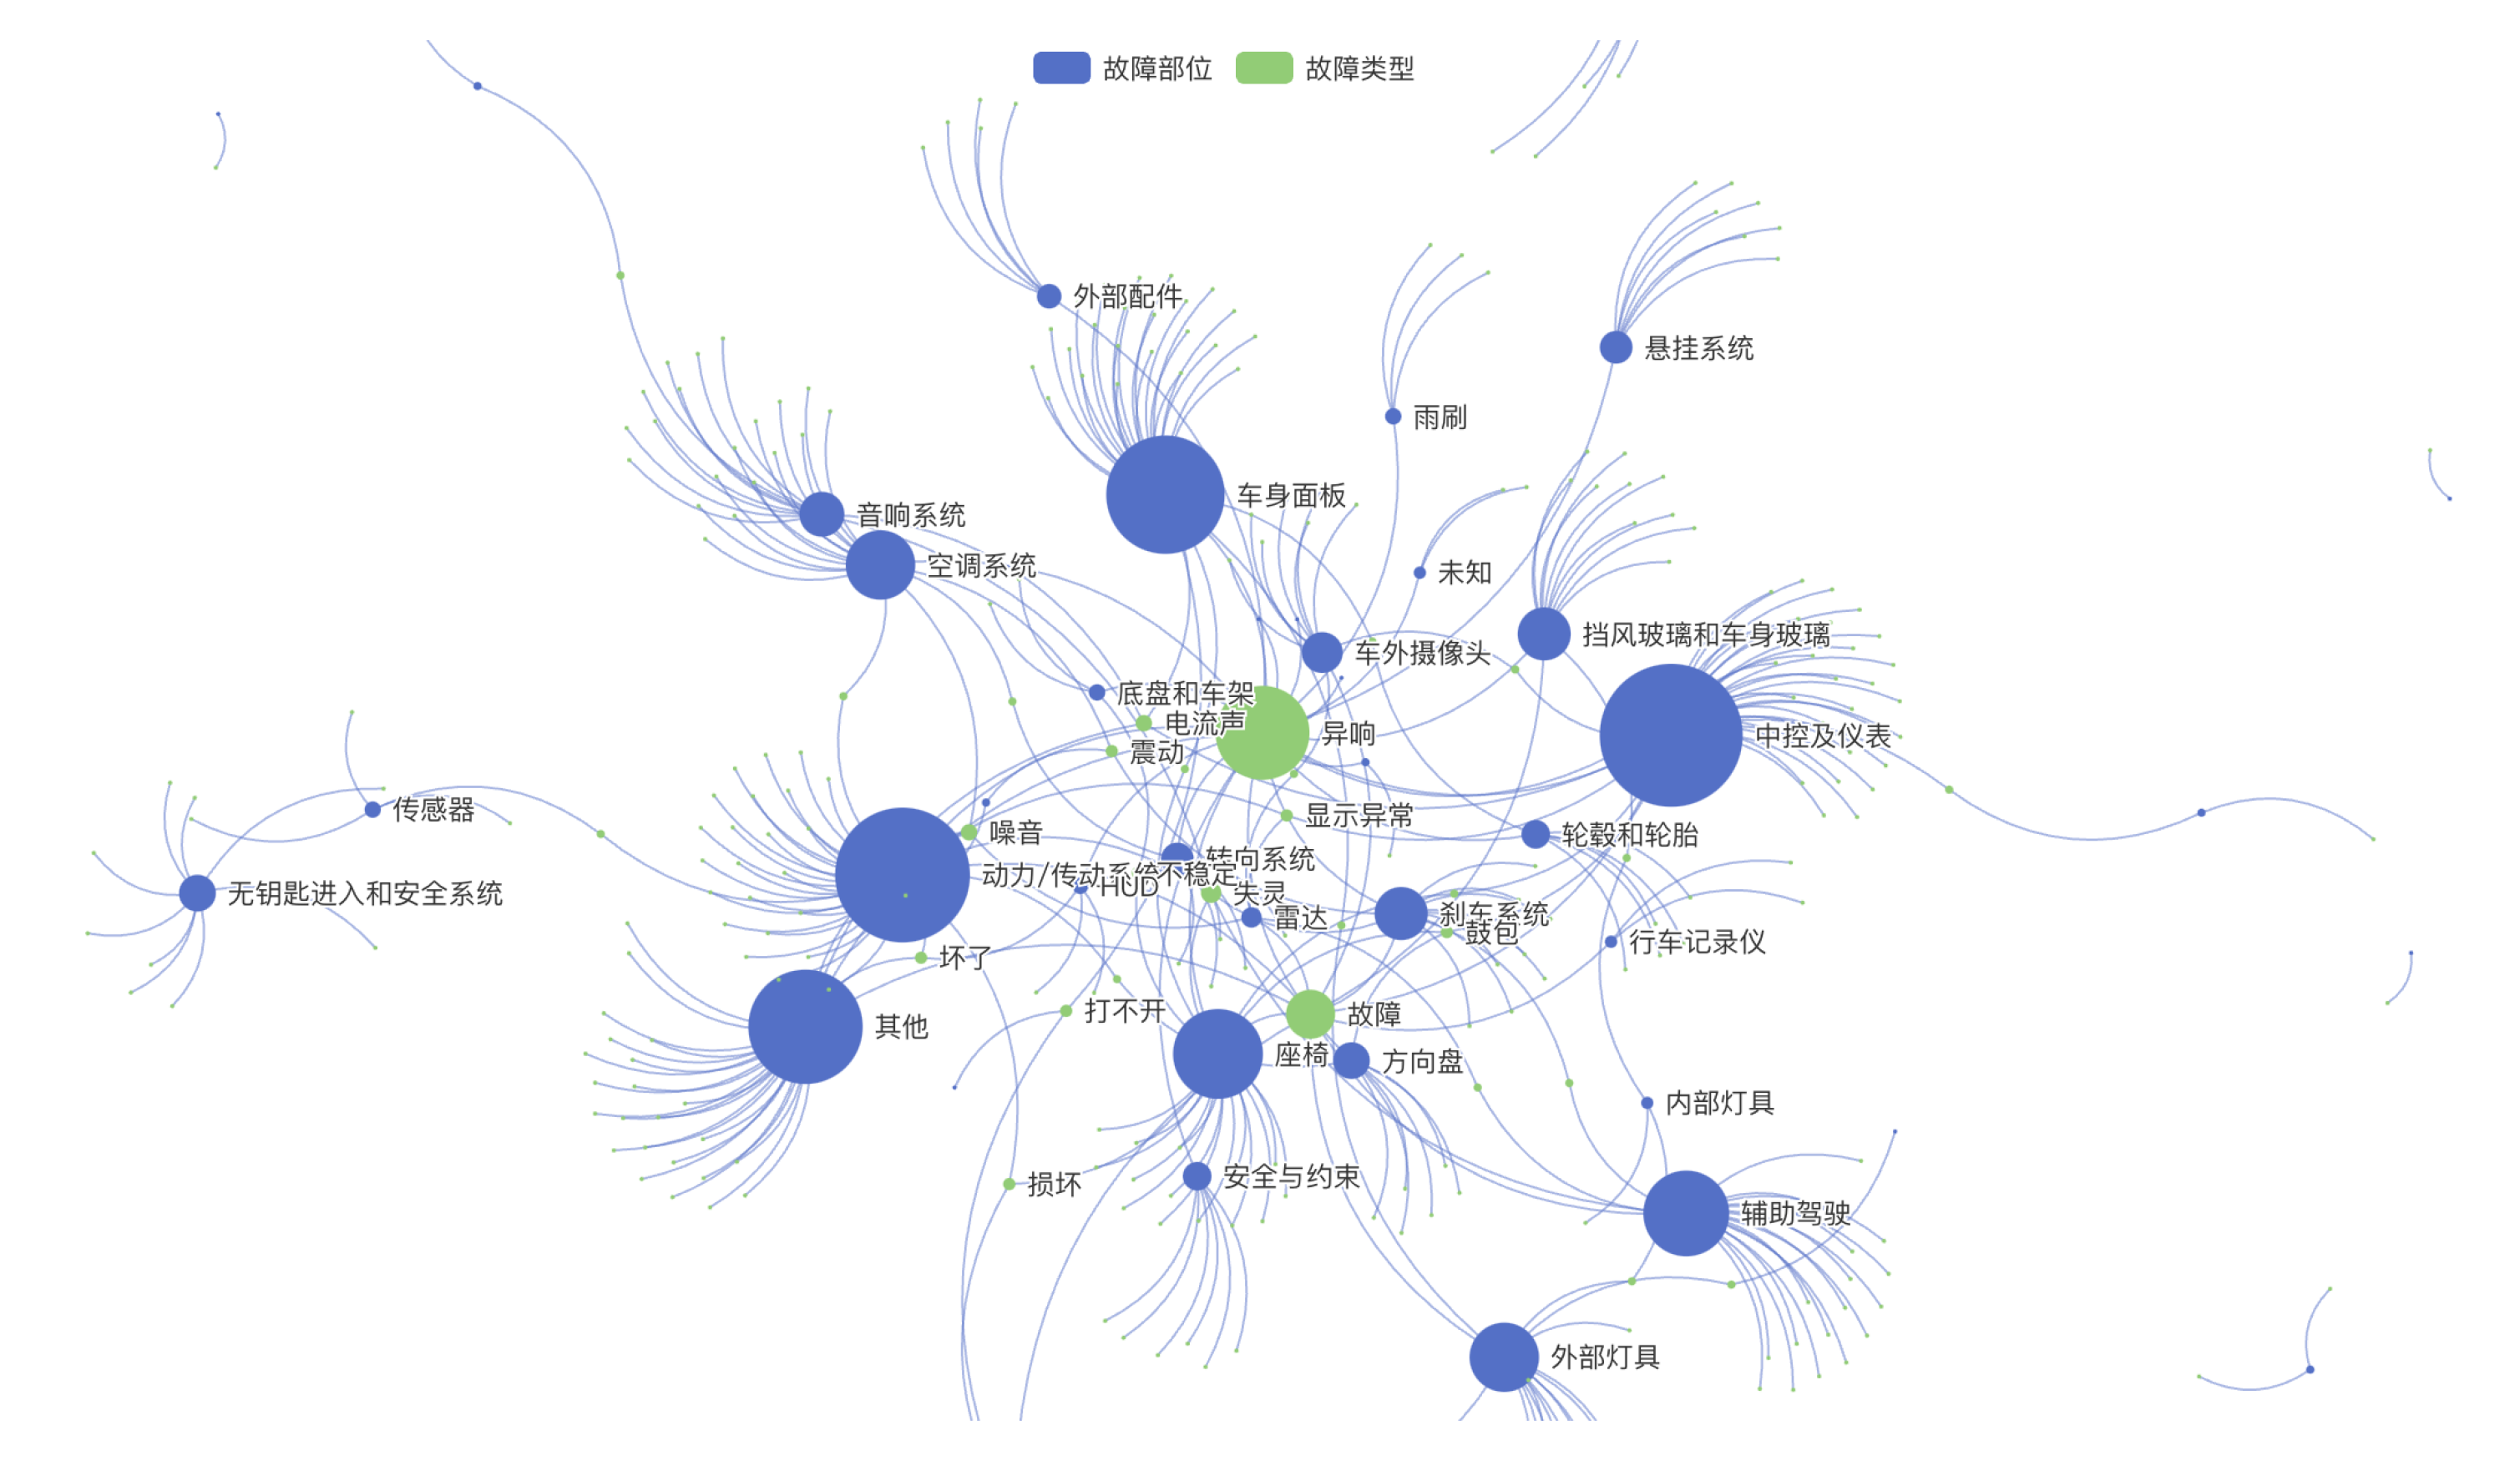 故障部位
故障类型
外部配件
悬挂系统
雨刷
车身面板
音响系统
空调系统
未知
挡风玻璃和车身玻璃
车外摄像头
底盘和车架
电流声
异响
中控及仪表
震动
传感器
显示异常
噪音
轮毂和轮胎
转向系统
动力/传动系统
不稳定
HUD
无钥匙进入和安全系统
失灵
雷达
刹车系统
鼓包
行车记录仪
坏了
打不开
故障
其他
座椅
方向盘
内部灯具
安全与约束
损坏
辅助驾驶
外部灯具